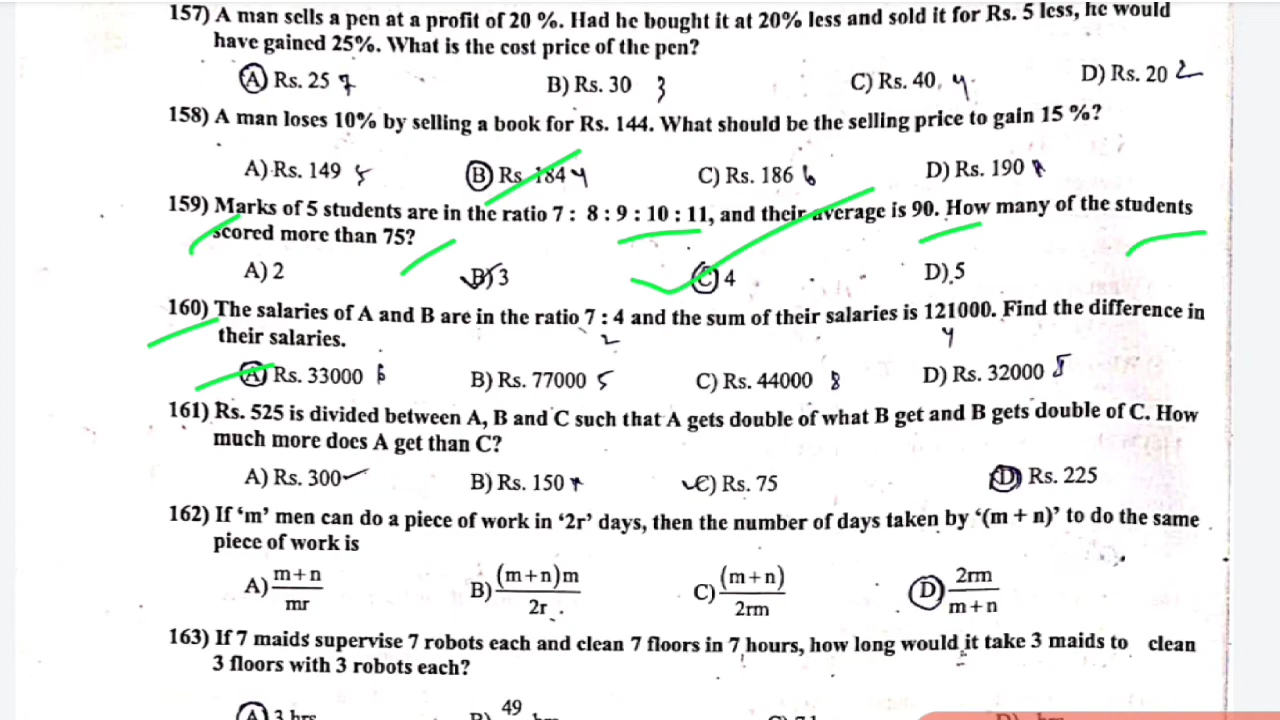 157) A man sells a pen at a profit of 20 %. Had he bought it at 20% less and sold it for Rs. 5 less, he would
have gained 25%. What is the cost price of the pen?
A) Rs. 25 B) Rs. 30 3 C) Rs. 40 D) Rs. 20 2
158) A man loses 10% by selling a book for Rs. 144. What should be the selling price to gain 15 %?
A) Rs. 149 B) Rs. 184 C) Rs. 186 6 D) Rs. 190
159) Marks of 5 students are in the ratio 7 : 8 : 9 : 10 : 11, and their average is 90. How many of the students
scored more than 75?
A) 2 B) 3 C) 4 D) 5
160) The salaries of A and B are in the ratio 7 : 4 and the sum of their salaries is 121000. Find the difference in
their salaries.
A) Rs. 33000 B) Rs. 77000 5 C) Rs. 44000 8 D) Rs. 32000
161) Rs. 525 is divided between A, B and C such that A gets double of what B get and B gets double of C. How
much more does A get than C?
A) Rs. 300 B) Rs. 150 C) Rs. 75 D) Rs. 225
162) If ‘m’ men can do a piece of work in ‘2r’ days, then the number of days taken by ‘(m + n)’ to do the same
piece of work is
A) m+n / mr B) (m+n)m / 2r C) (m+n) / 2rm D) 2rm / m+n
163) If 7 maids supervise 7 robots each and clean 7 floors in 7 hours, how long would it take 3 maids to clean
3 floors with 3 robots each?
A) 3 hrs B) 49